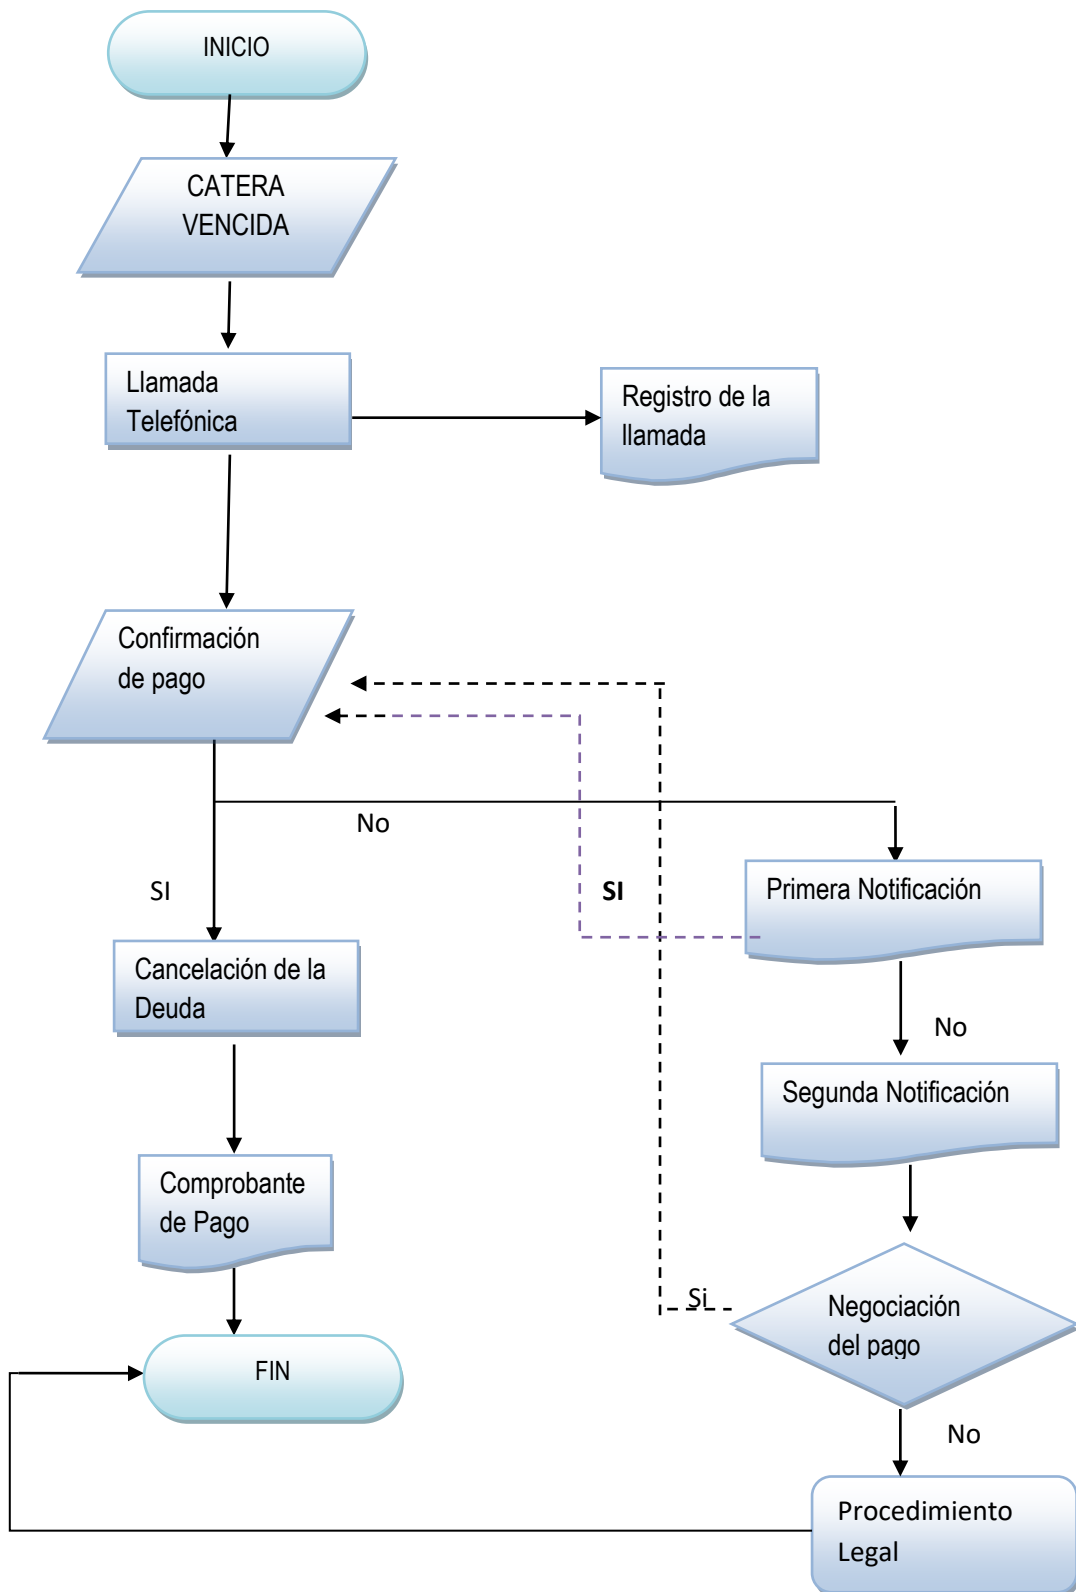 INICIO
CATERA
VENCIDA
Llamada
Telefónica
Registro de la
llamada
Confirmación
de pago
No
SI
SI
Primera Notificación
Cancelación de la
Deuda
No
Segunda Notificación
Comprobante
de Pago
Si
Negociación
del pago
FIN
No
Procedimiento
Legal